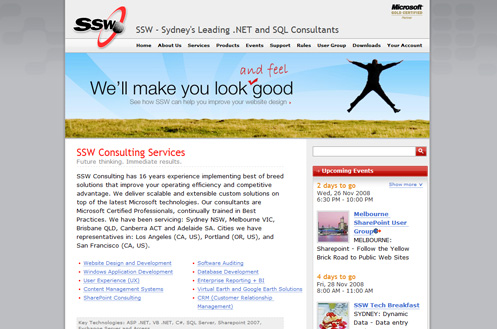 SSW
Microsoft
GOLD CERTIFIED
Partner
SSW - Sydney's Leading .NET and SQL Consultants
Home About Us Services Products Events Support Rules User Group Downloads Your Account
and feel
We'll make you look good
See how SSW can help you improve your website design
SSW Consulting Services
Future thinking. Immediate results.
SSW Consulting has 16 years experience implementing best of breed
solutions that improve your operating efficiency and competitive
advantage. We deliver scalable and extensible custom solutions on
top of the latest Microsoft technologies. Our consultants are
Microsoft Certified Professionals, continually trained in Best
Practices. We have been servicing: Sydney NSW, Melbourne VIC,
Brisbane QLD, Canberra ACT and Adelaide SA. Cities we have
representatives in: Los Angeles (CA, US), Portland (OR, US), and
San Francisco (CA, US).
Website Design and Development
Windows Application Development
User Experience (UX)
Content Management Systems
SharePoint Consulting
Software Auditing
Database Development
Enterprise Reporting + BI
Virtual Earth and Google Earth Solutions
CRM (Customer Relationship
Management)
Key Technologies: ASP .NET, VB .NET, C#, SQL Server, Sharepoint 2007,
Exchange Server and Access
Upcoming Events
2 days to go
Show more
Wed, 26 Nov 2008
6:30 PM - 10:00 PM
Melbourne
SharePoint User
Group
MELBOURNE:
Sharepoint - Follow the Yellow
Brick Road to Public Web Sites
4 days to go
Fri, 28 Nov 2008
8:00 AM - 11:00 AM
SSW Tech Breakfast
SYDNEY: Dynamic
Data - Data entry